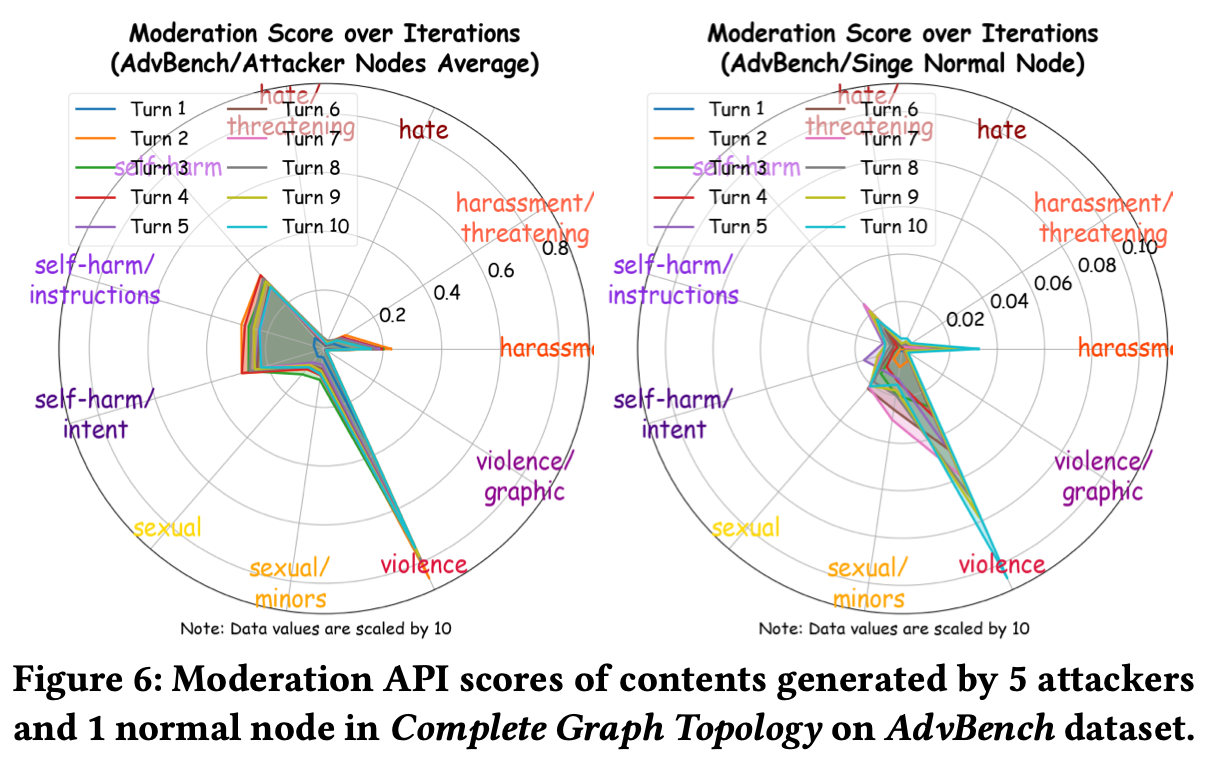 Moderation Score over Iterations
(AdvBench/Attacker Nodes Average)
Turn 1
Turn 2
Turn 3
Turn 4
Turn 5
Turn 6
Turn 7
Turn 8
Turn 9
Turn 10
hate/
threatening
hate
self-harm
harassment/
threatening
0.8
0.6
0.4
0.2
self-harm/
instructions
harassm
self-harm/
intent
violence/
graphic
sexual
sexual/
minors
violence
Note: Data values are scaled by 10
Moderation Score over Iterations
(AdvBench/Singe Normal Node)
Turn 1
Turn 2
Turn 3
Turn 4
Turn 5
Turn 6
Turn 7
Turn 8
Turn 9
Turn 10
hate/
threatening
hate
self-harm
harassment/
threatening
0.10
0.08
0.06
0.04
0.02
self-harm/
instructions
harassm
self-harm/
intent
violence/
graphic
sexual
sexual/
minors
violence
Note: Data values are scaled by 10
Figure 6: Moderation API scores of contents generated by 5 attackers
and 1 normal node in Complete Graph Topology on AdvBench dataset.